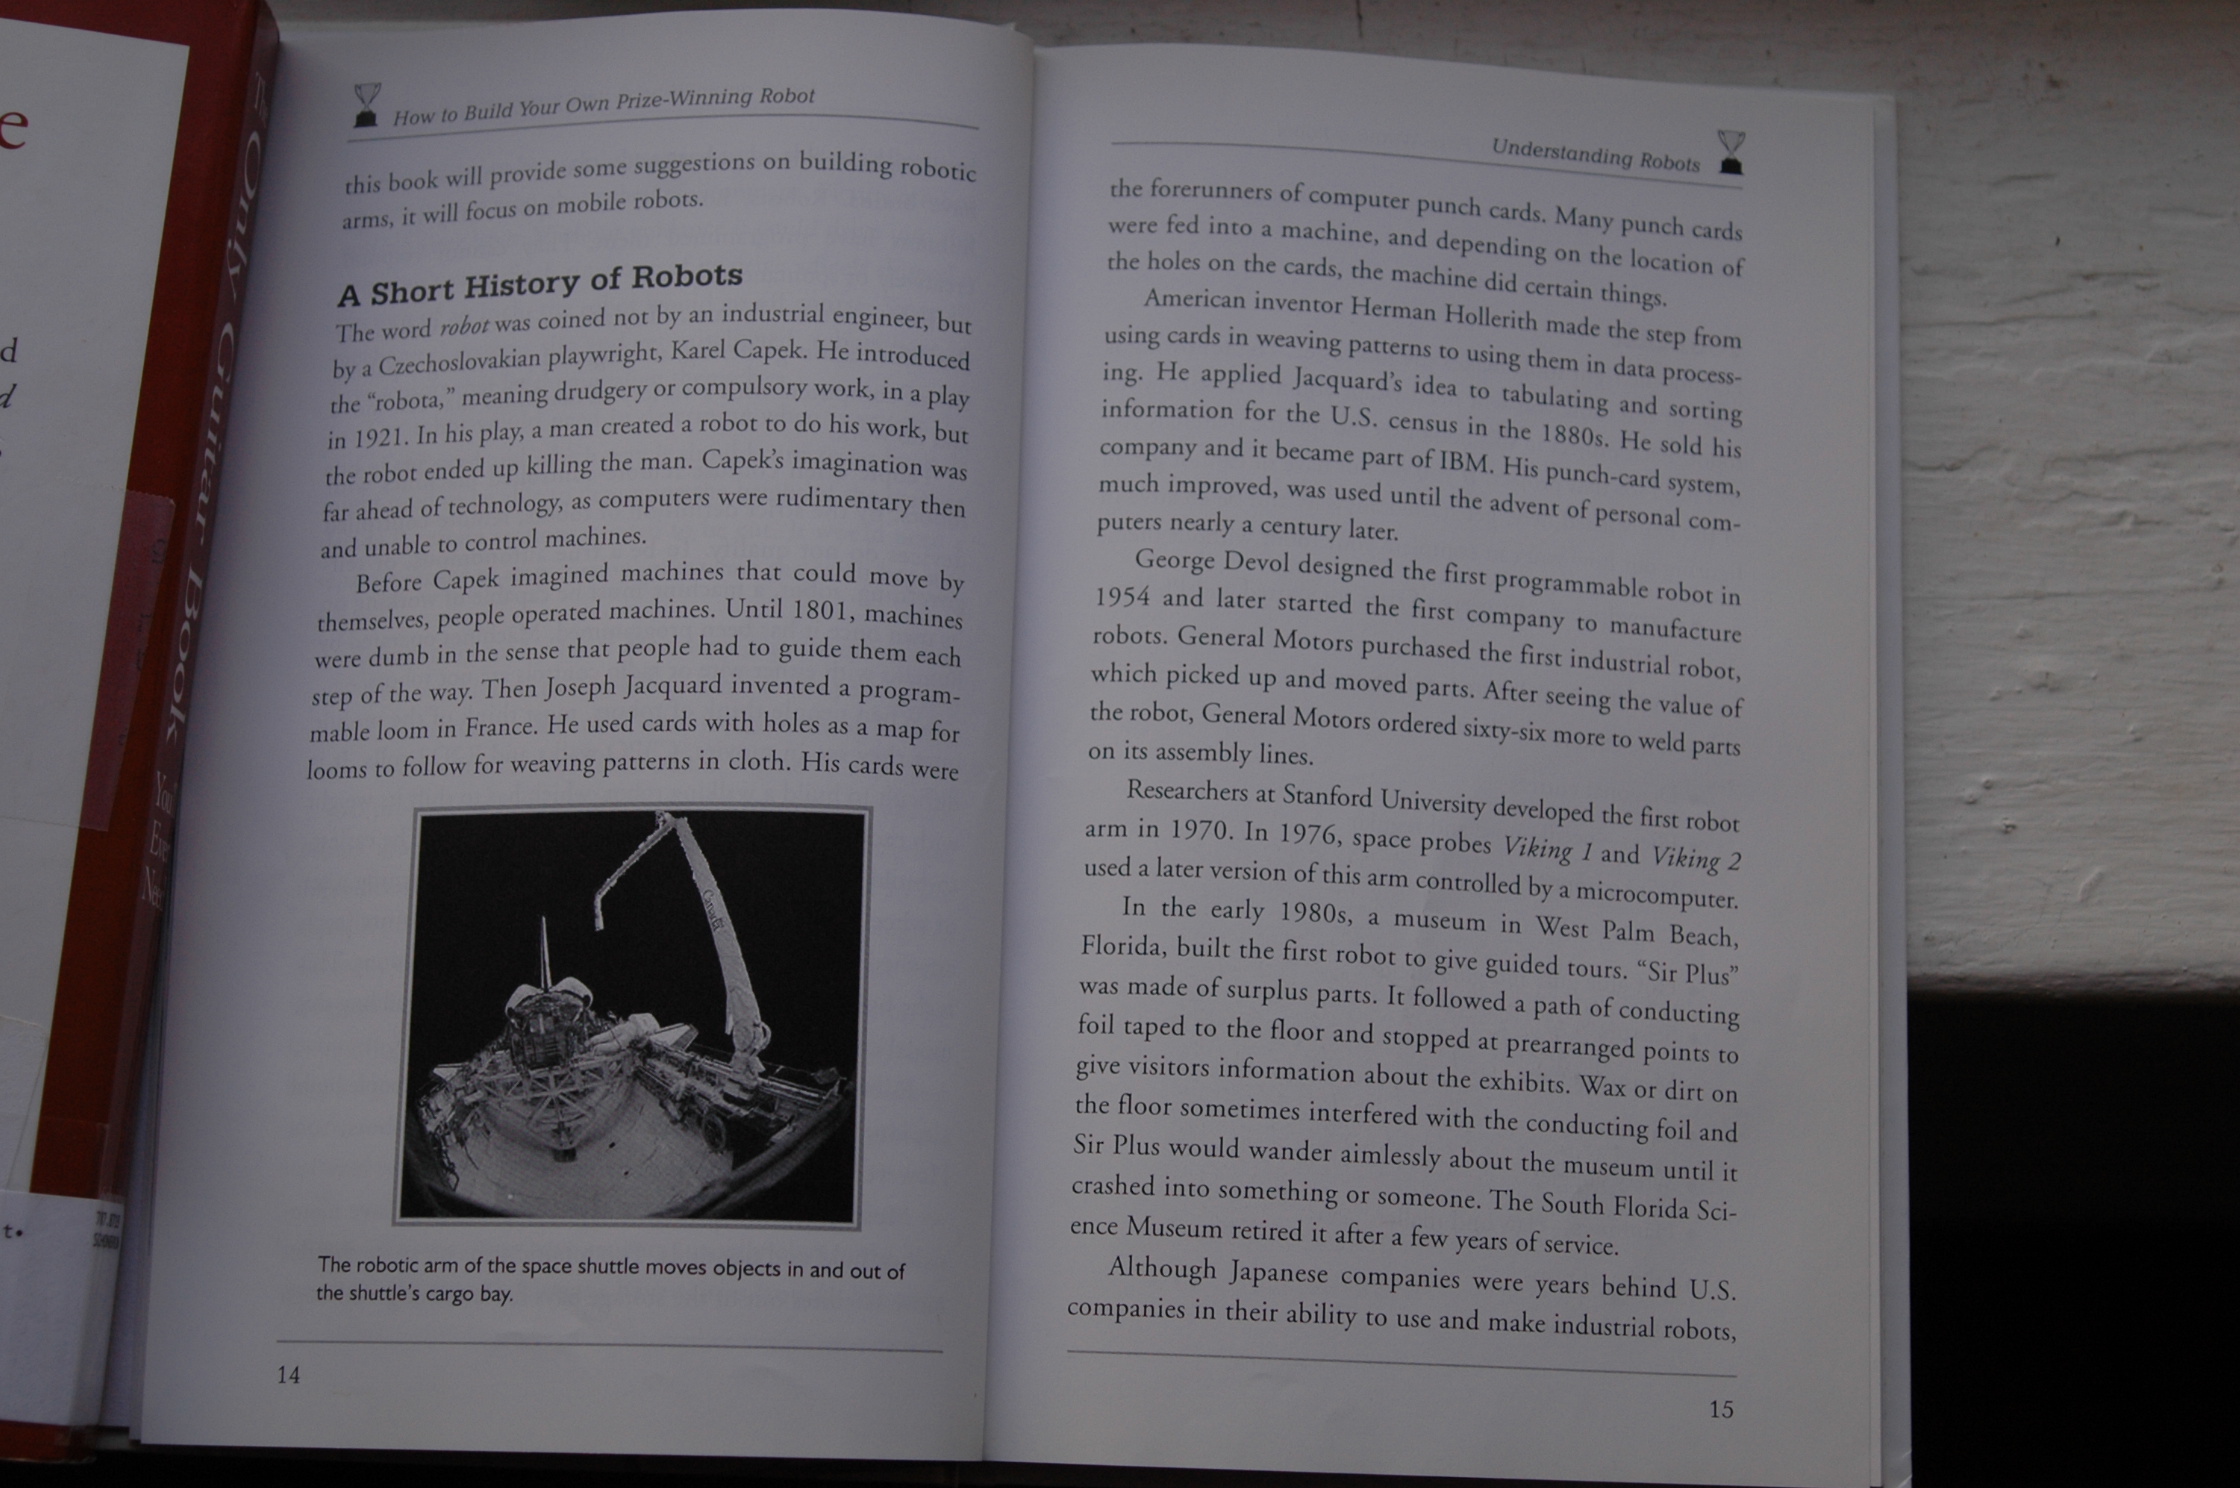 e
d
d
t.
The Only Guitar Book
You'll
Ever
Need
How to Build Your Own Prize-Winning Robot
this book will provide some suggestions on building robotic
arms, it will focus on mobile robots.
A Short History of Robots
The word robot was coined not by an industrial engineer, but
by a Czechoslovakian playwright, Karel Capek. He introduced
the “robota,” meaning drudgery or compulsory work, in a play
in 1921. In his play, a man created a robot to do his work, but
the robot ended up killing the man. Capek’s imagination was
far ahead of technology, as computers were rudimentary then
and unable to control machines.
Before Capek imagined machines that could move by
themselves, people operated machines. Until 1801, machines
were dumb in the sense that people had to guide them each
step of the way. Then Joseph Jacquard invented a program-
mable loom in France. He used cards with holes as a map for
looms to follow for weaving patterns in cloth. His cards were
Canada
The robotic arm of the space shuttle moves objects in and out of
the shuttle’s cargo bay.
14
Understanding Robots
the forerunners of computer punch cards. Many punch cards
were fed into a machine, and depending on the location of
the holes on the cards, the machine did certain things.
American inventor Herman Hollerith made the step from
using cards in weaving patterns to using them in data process-
ing. He applied Jacquard’s idea to tabulating and sorting
information for the U.S. census in the 1880s. He sold his
company and it became part of IBM. His punch-card system,
much improved, was used until the advent of personal com-
puters nearly a century later.
George Devol designed the first programmable robot in
1954 and later started the first company to manufacture
robots. General Motors purchased the first industrial robot,
which picked up and moved parts. After seeing the value of
the robot, General Motors ordered sixty-six more to weld parts
on its assembly lines.
Researchers at Stanford University developed the first robot
arm in 1970. In 1976, space probes Viking 1 and Viking 2
used a later version of this arm controlled by a microcomputer.
In the early 1980s, a museum in West Palm Beach,
Florida, built the first robot to give guided tours. “Sir Plus”
was made of surplus parts. It followed a path of conducting
foil taped to the floor and stopped at prearranged points to
give visitors information about the exhibits. Wax or dirt on
the floor sometimes interfered with the conducting foil and
Sir Plus would wander aimlessly about the museum until it
crashed into something or someone. The South Florida Sci-
ence Museum retired it after a few years of service.
Although Japanese companies were years behind U.S.
companies in their ability to use and make industrial robots,
15